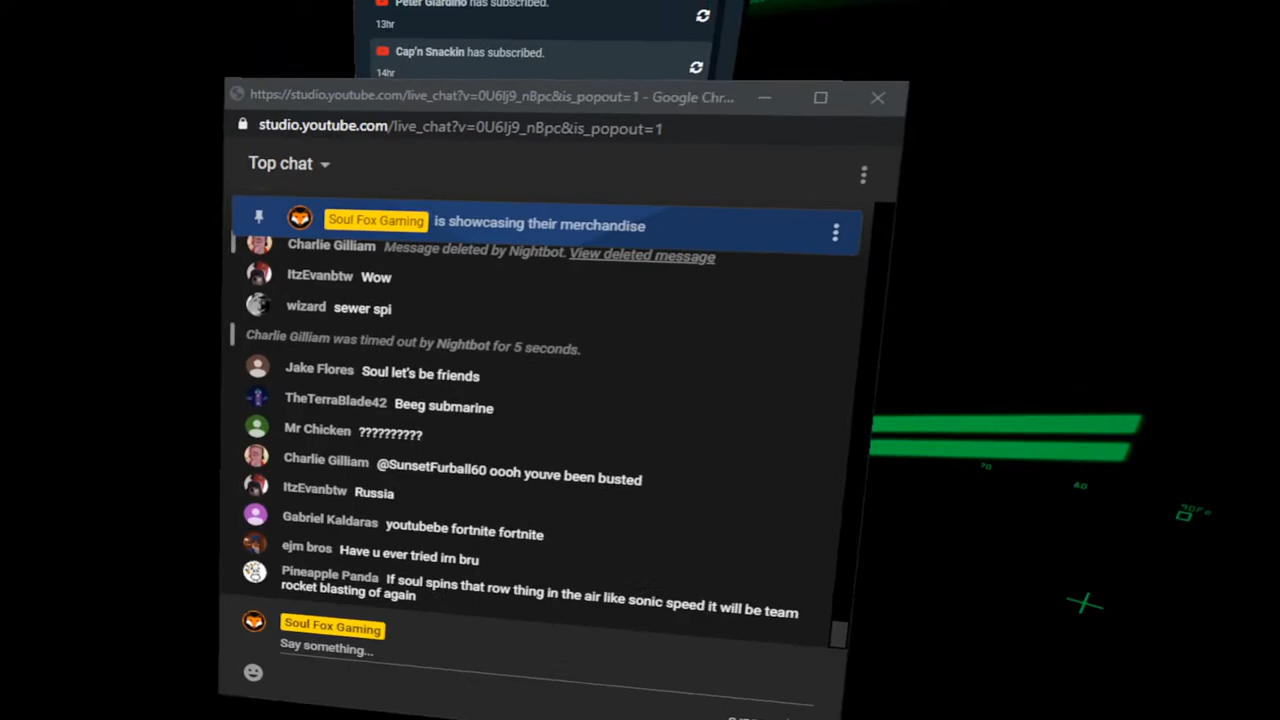 Peter Giardino has subscribed.
13hr
Cap'n Snackin has subscribed.
14hr
https://studio.youtube.com/live_chat?v=0U6Ij9_nBpc&is_popout=1 - Google Chr...
studio.youtube.com/live_chat?v=0U6Ij9_nBpc&is_popout=1
Top chat
Soul Fox Gaming is showcasing their merchandise
Charlie Gilliam Message deleted by Nightbot. View deleted message
ItzEvanbtw Wow
wizard sewer spi
Charlie Gilliam was timed out by Nightbot for 5 seconds.
Jake Flores Soul let's be friends
TheTerraBlade42 Beeg submarine
Mr Chicken ??????????
Charlie Gilliam @SunsetFurball60 oooh youve been busted
ItzEvanbtw Russia
Gabriel Kaldaras youtubebe fortnite fortnite
ejm bros Have u ever tried irn bru
Pineapple Panda If soul spins that row thing in the air like sonic speed it will be team
rocket blasting of again
Soul Fox Gaming
Say something...